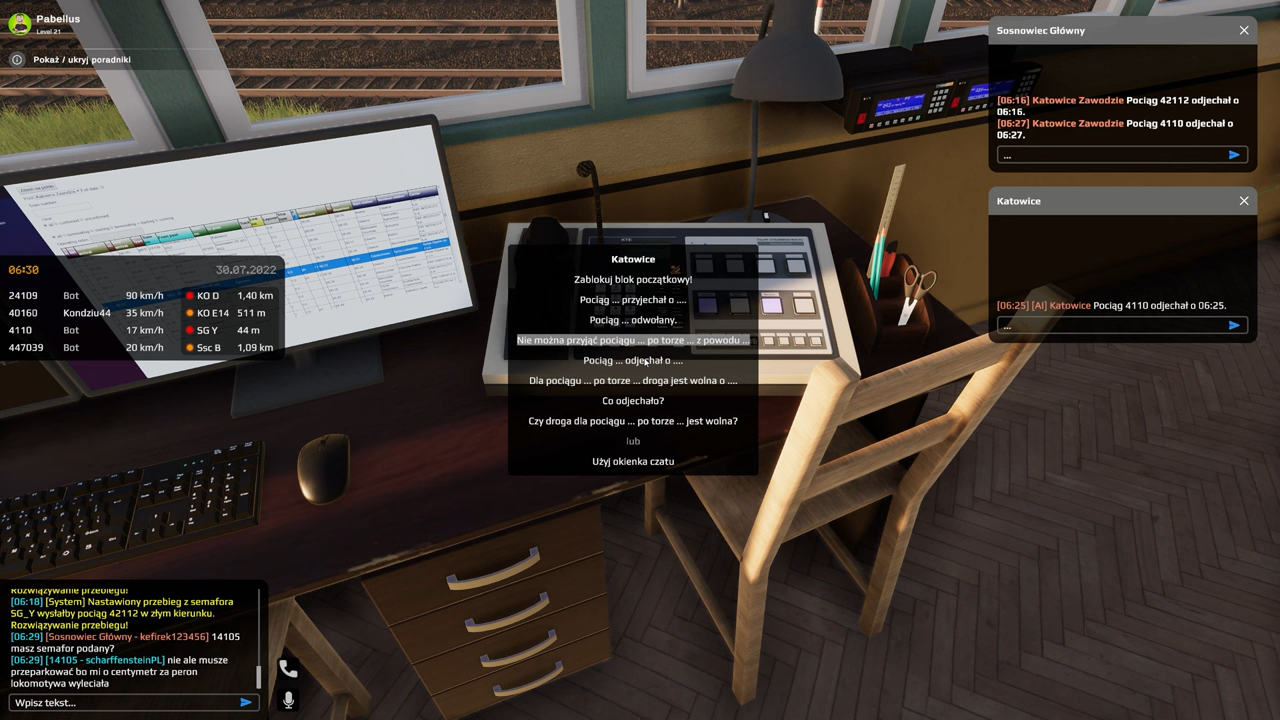 Pabellus
Level 21
Pokaż / ukryj poradniki
06:30 30.07.2022
24109 Bot 90 km/h KO D 1,40 km
40160 Kondziu44 35 km/h KO E14 511 m
4110 Bot 17 km/h SG Y 44 m
447039 Bot 20 km/h Ssc B 1,09 km
Katowice
Zablokuj blok początkowy!
Pociąg ... przyjechał o ....
Pociąg ... odwołany.
Nie można przyjąć pociągu ... po torze ... z powodu ...
Pociąg ... odjechał o ....
Dla pociągu ... po torze ... droga jest wolna o ....
Co odjechało?
Czy droga dla pociągu ... po torze ... jest wolna?
lub
Użyj okienka czatu
Sosnowiec Główny
[06:16] Katowice Zawodzie Pociąg 42112 odjechał o
06:16.
[06:27] Katowice Zawodzie Pociąg 4110 odjechał o
06:27.
...
Katowice
[06:25] [AI] Katowice Pociąg 4110 odjechał o 06:25.
...
Rozwiązywanie przebiegu!
[06:18] [System] Nastawiony przebieg z semafora
SG_Y wysłałby pociąg 42112 w złym kierunku.
Rozwiązywanie przebiegu!
[06:29] [Sosnowiec Główny - kefirek123456] 14105
masz semafor podany?
[06:29] [14105 - scharffensteinPL] nie ale musze
przeparkować bo mi o centymetr za peron
lokomotywa wyleciała
Wpisz tekst...